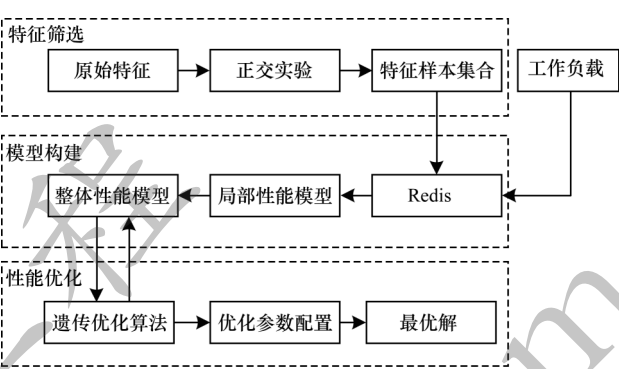 特征筛选
原始特征
正交实验
特征样本集合
工作负载
模型构建
整体性能模型
局部性能模型
Redis
性能优化
遗传优化算法
优化参数配置
最优解
程
m